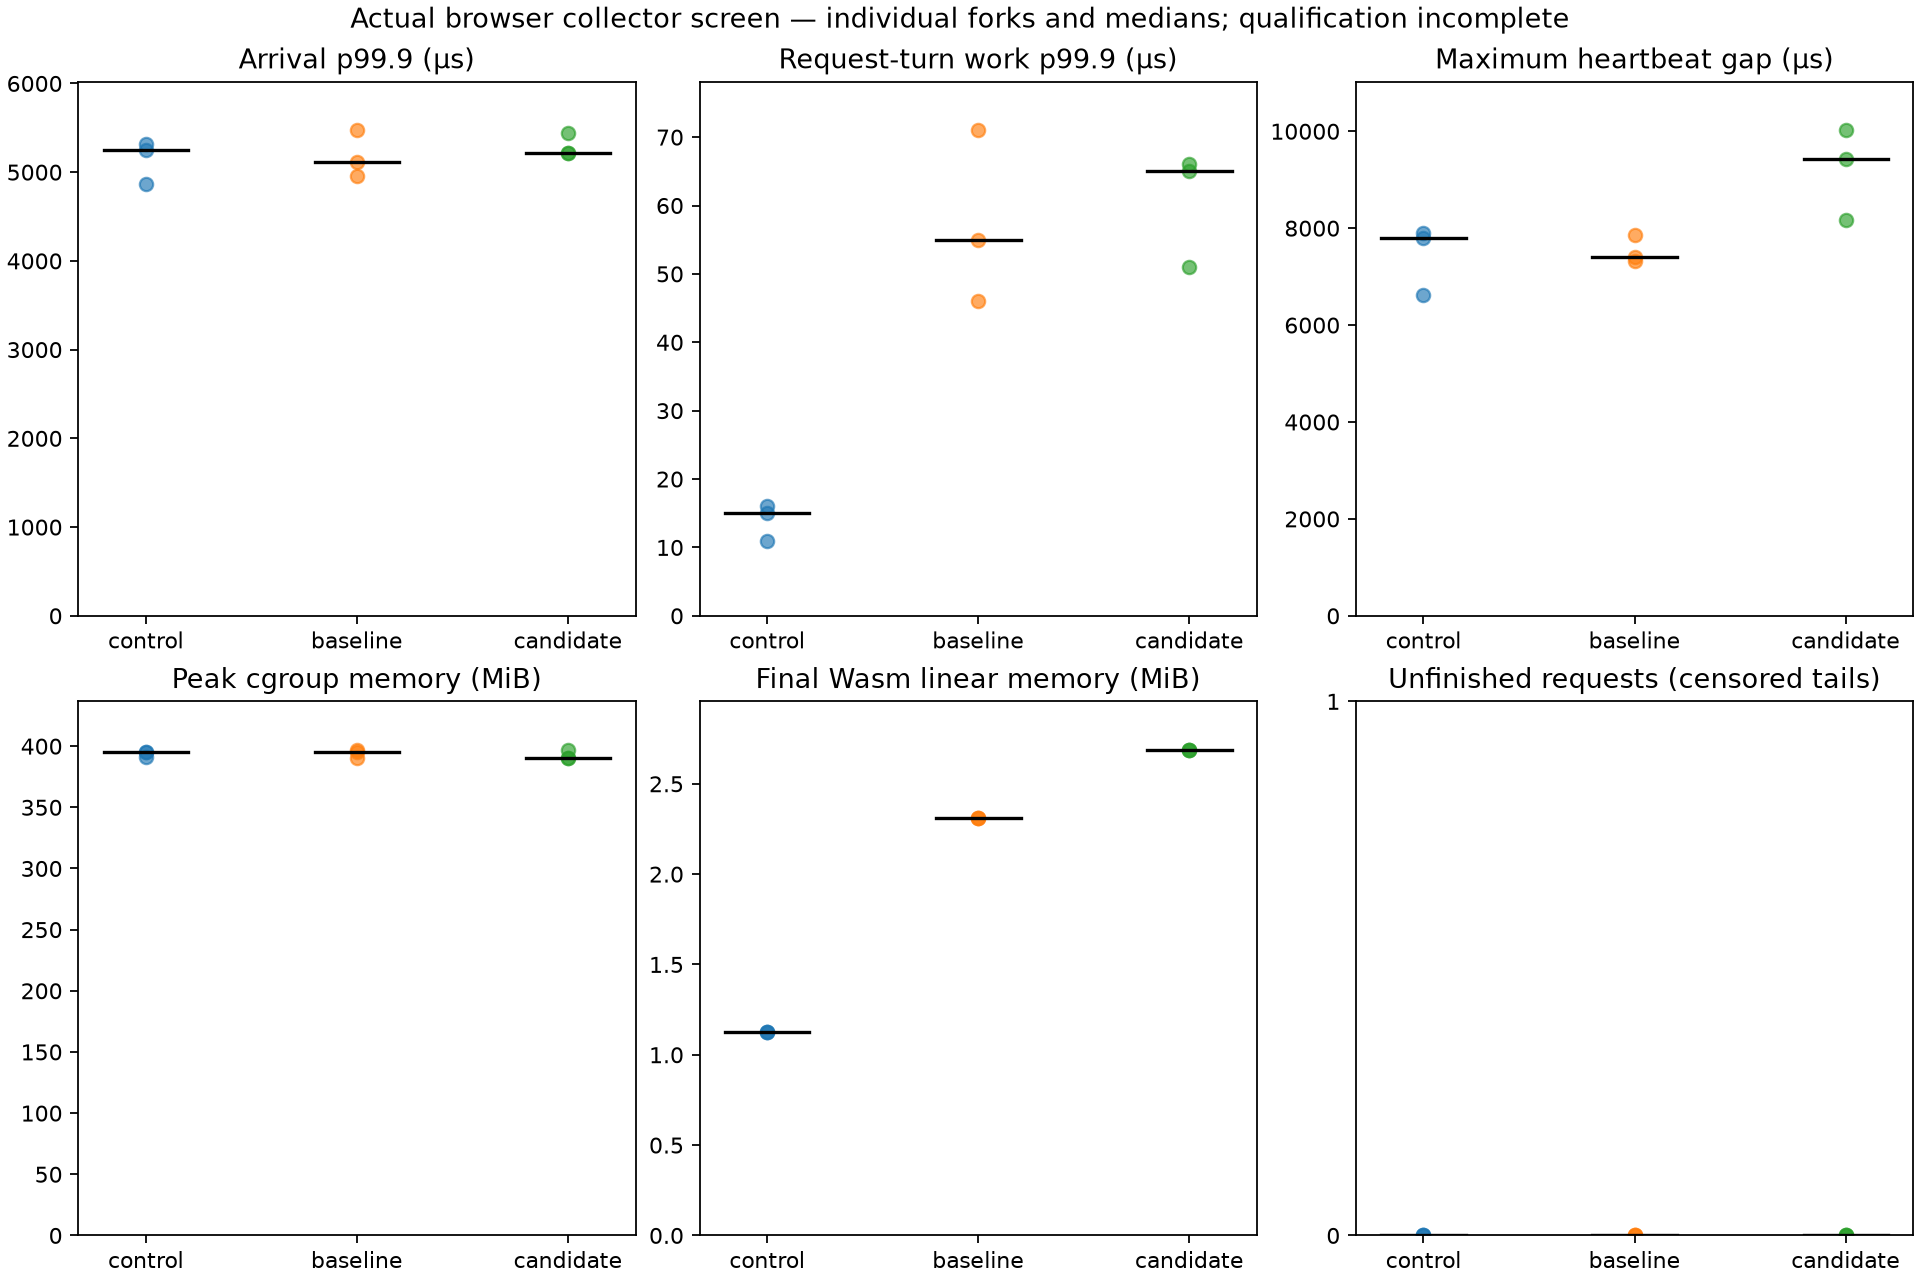 Actual browser collector screen — individual forks and medians; qualification incomplete
Arrival p99.9 (µs)
6000
5000
4000
3000
2000
1000
0
control baseline candidate
Request-turn work p99.9 (µs)
70
60
50
40
30
20
10
0
control baseline candidate
Maximum heartbeat gap (µs)
10000
8000
6000
4000
2000
0
control baseline candidate
Peak cgroup memory (MiB)
400
350
300
250
200
150
100
50
0
control baseline candidate
Final Wasm linear memory (MiB)
2.5
2.0
1.5
1.0
0.5
0.0
control baseline candidate
Unfinished requests (censored tails)
1
0
control baseline candidate